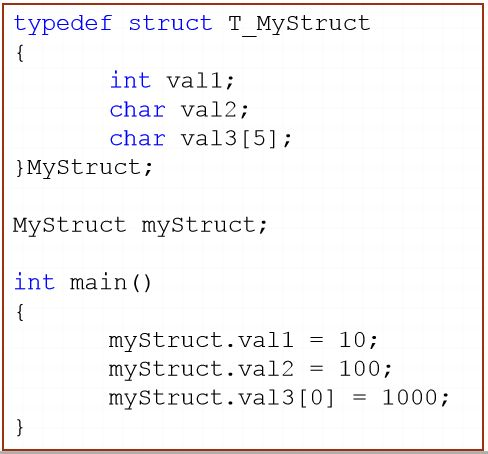 typedef struct T_MyStruct
{
int val1;
char val2;
char val3[5];
}MyStruct;
MyStruct myStruct;
int main()
{
myStruct.val1 = 10;
myStruct.val2 = 100;
myStruct.val3[0] = 1000;
}